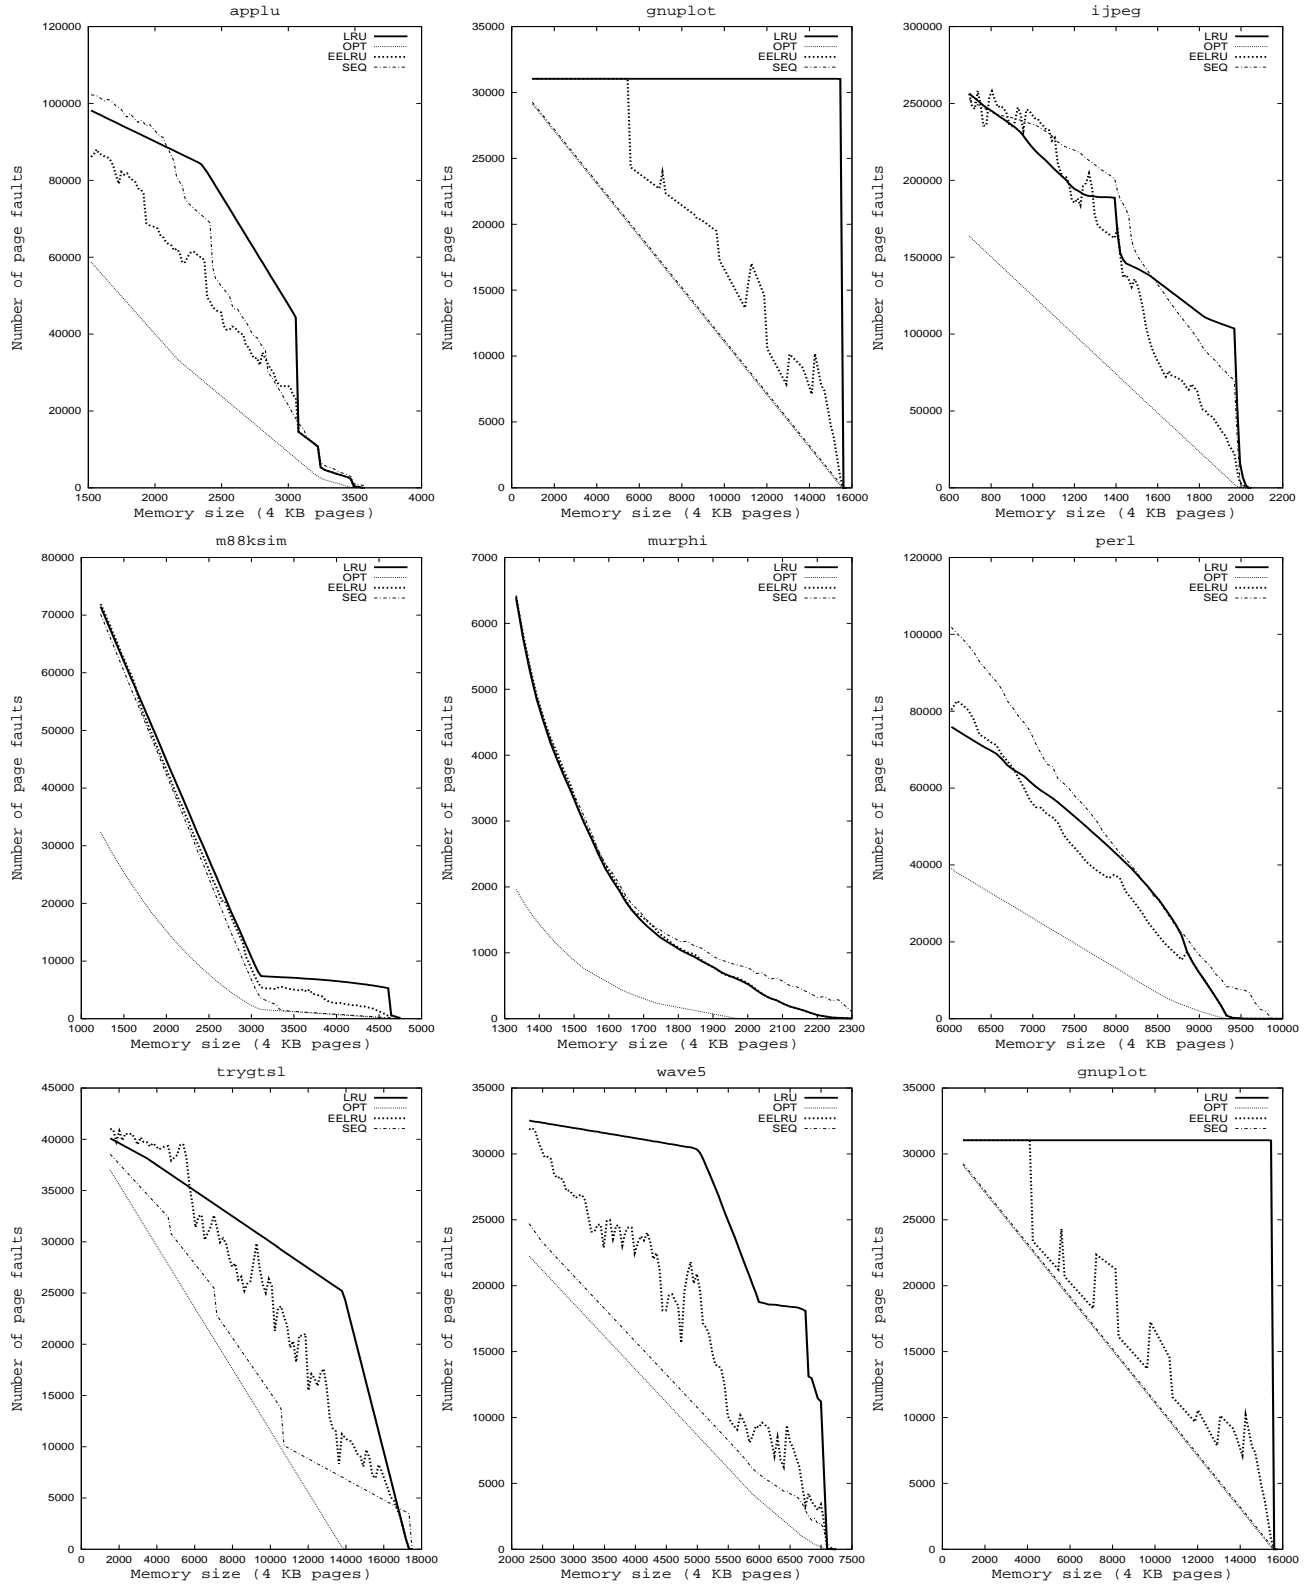 applu
Number of page faults
120000
100000
80000
60000
40000
20000
0
1500 2000 2500 3000 3500 4000
Memory size (4 KB pages)
LRU
OPT
EELRU
SEQ
gnuplot
Number of page faults
35000
30000
25000
20000
15000
10000
5000
0
0 2000 4000 6000 8000 10000 12000 14000 16000
Memory size (4 KB pages)
LRU
OPT
EELRU
SEQ
ijpeg
Number of page faults
300000
250000
200000
150000
100000
50000
0
600 800 1000 1200 1400 1600 1800 2000 2200
Memory size (4 KB pages)
LRU
OPT
EELRU
SEQ
m88ksim
Number of page faults
80000
70000
60000
50000
40000
30000
20000
10000
0
1000 1500 2000 2500 3000 3500 4000 4500 5000
Memory size (4 KB pages)
LRU
OPT
EELRU
SEQ
murphi
Number of page faults
7000
6000
5000
4000
3000
2000
1000
0
1300 1400 1500 1600 1700 1800 1900 2000 2100 2200 2300
Memory size (4 KB pages)
LRU
OPT
EELRU
SEQ
perl
Number of page faults
120000
100000
80000
60000
40000
20000
0
6000 6500 7000 7500 8000 8500 9000 9500 10000
Memory size (4 KB pages)
LRU
OPT
EELRU
SEQ
trygtsl
Number of page faults
45000
40000
35000
30000
25000
20000
15000
10000
5000
0
0 2000 4000 6000 8000 10000 12000 14000 16000 18000
Memory size (4 KB pages)
LRU
OPT
EELRU
SEQ
wave5
Number of page faults
35000
30000
25000
20000
15000
10000
5000
0
2000 2500 3000 3500 4000 4500 5000 5500 6000 6500 7000 7500
Memory size (4 KB pages)
LRU
OPT
EELRU
SEQ
gnuplot
Number of page faults
35000
30000
25000
20000
15000
10000
5000
0
0 2000 4000 6000 8000 10000 12000 14000 16000
Memory size (4 KB pages)
LRU
OPT
EELRU
SEQ